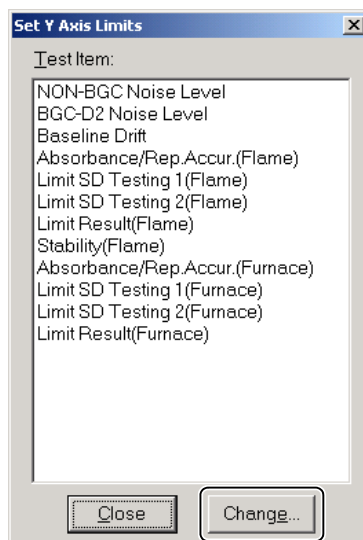 Set Y Axis Limits
Test Item:
NON-BGC Noise Level
BGC-D2 Noise Level
Baseline Drift
Absorbance/Rep.Accur.(Flame)
Limit SD Testing 1(Flame)
Limit SD Testing 2(Flame)
Limit Result(Flame)
Stability(Flame)
Absorbance/Rep.Accur.(Furnace)
Limit SD Testing 1(Furnace)
Limit SD Testing 2(Furnace)
Limit Result(Furnace)
Close Change...